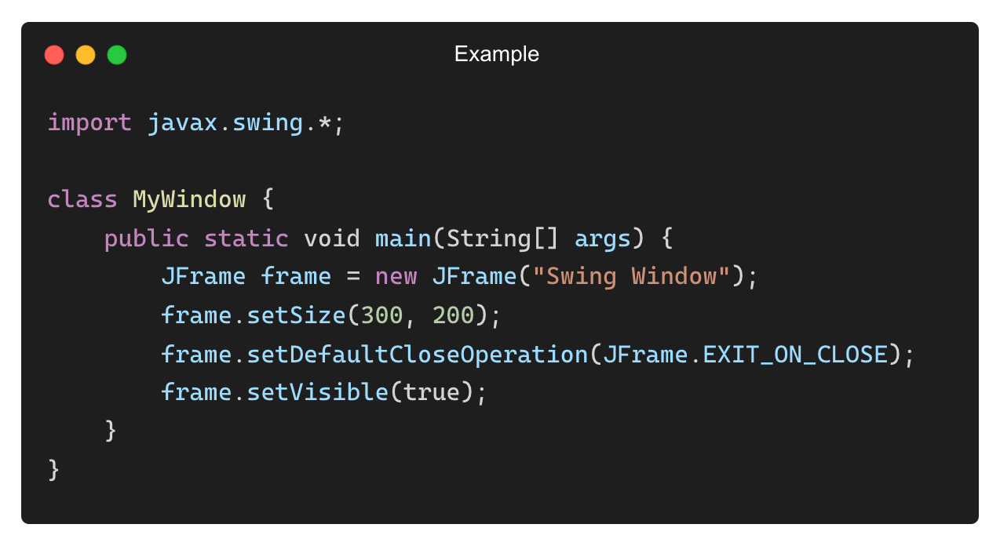 Example
import javax.swing.*;
class MyWindow {
    public static void main(String[] args) {
        JFrame frame = new JFrame("Swing Window");
        frame.setSize(300, 200);
        frame.setDefaultCloseOperation(JFrame.EXIT_ON_CLOSE);
        frame.setVisible(true);
    }
}